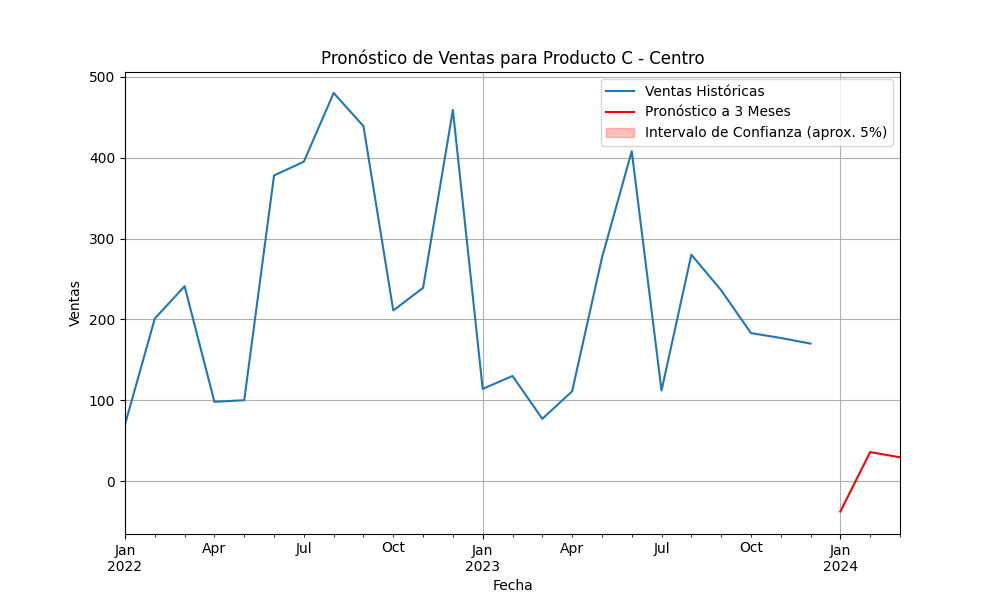 Pronóstico de Ventas para Producto C - Centro
Ventas Históricas
Pronóstico a 3 Meses
Intervalo de Confianza (aprox. 5%)
500
400
300
200
100
0
Ventas
Jan
2022
Apr
Jul
Oct
Jan
2023
Apr
Jul
Oct
Jan
2024
Fecha